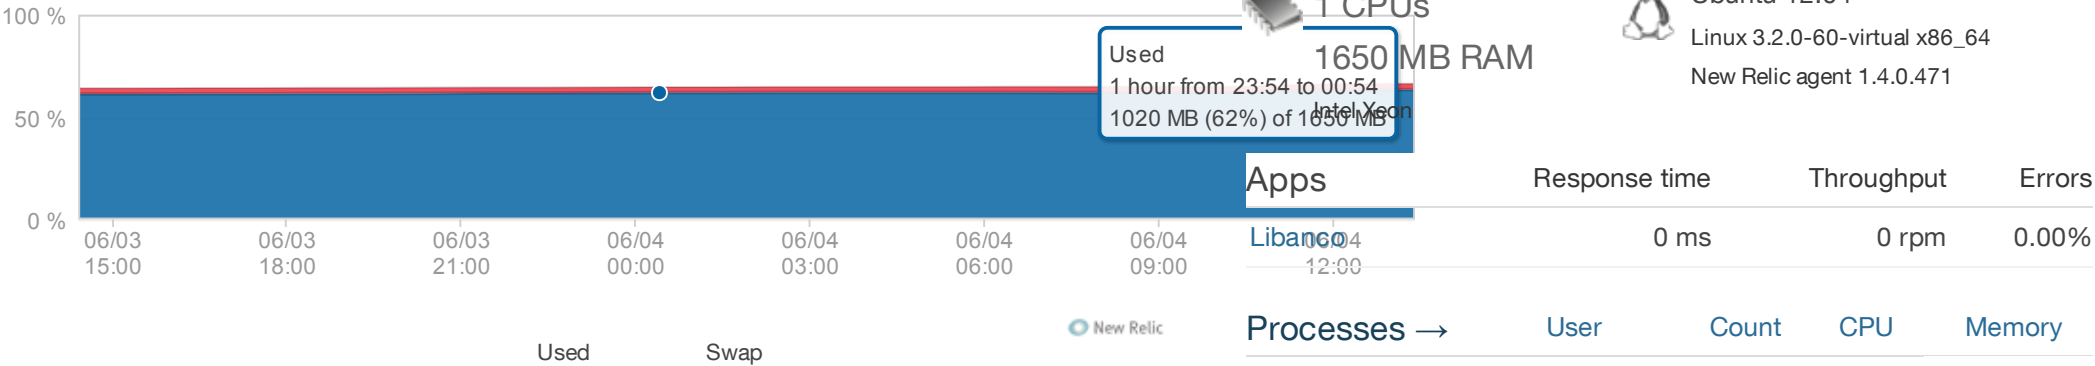 100 %
50 %
0 %
Used
1 hour from 23:54 to 00:54
1020 MB (62%) of 1650 MB
06/03 06/03 06/03 06/04 06/04 06/04 06/04 06/04
15:00 18:00 21:00 00:00 03:00 06:00 09:00 12:00
New Relic
Used Swap
1 CPUs
1650 MB RAM
Intel Xeon
Linux 3.2.0-60-virtual x86_64
New Relic agent 1.4.0.471
Apps Response time Throughput Errors
Libanco 0 ms 0 rpm 0.00%
Processes → User Count CPU Memory